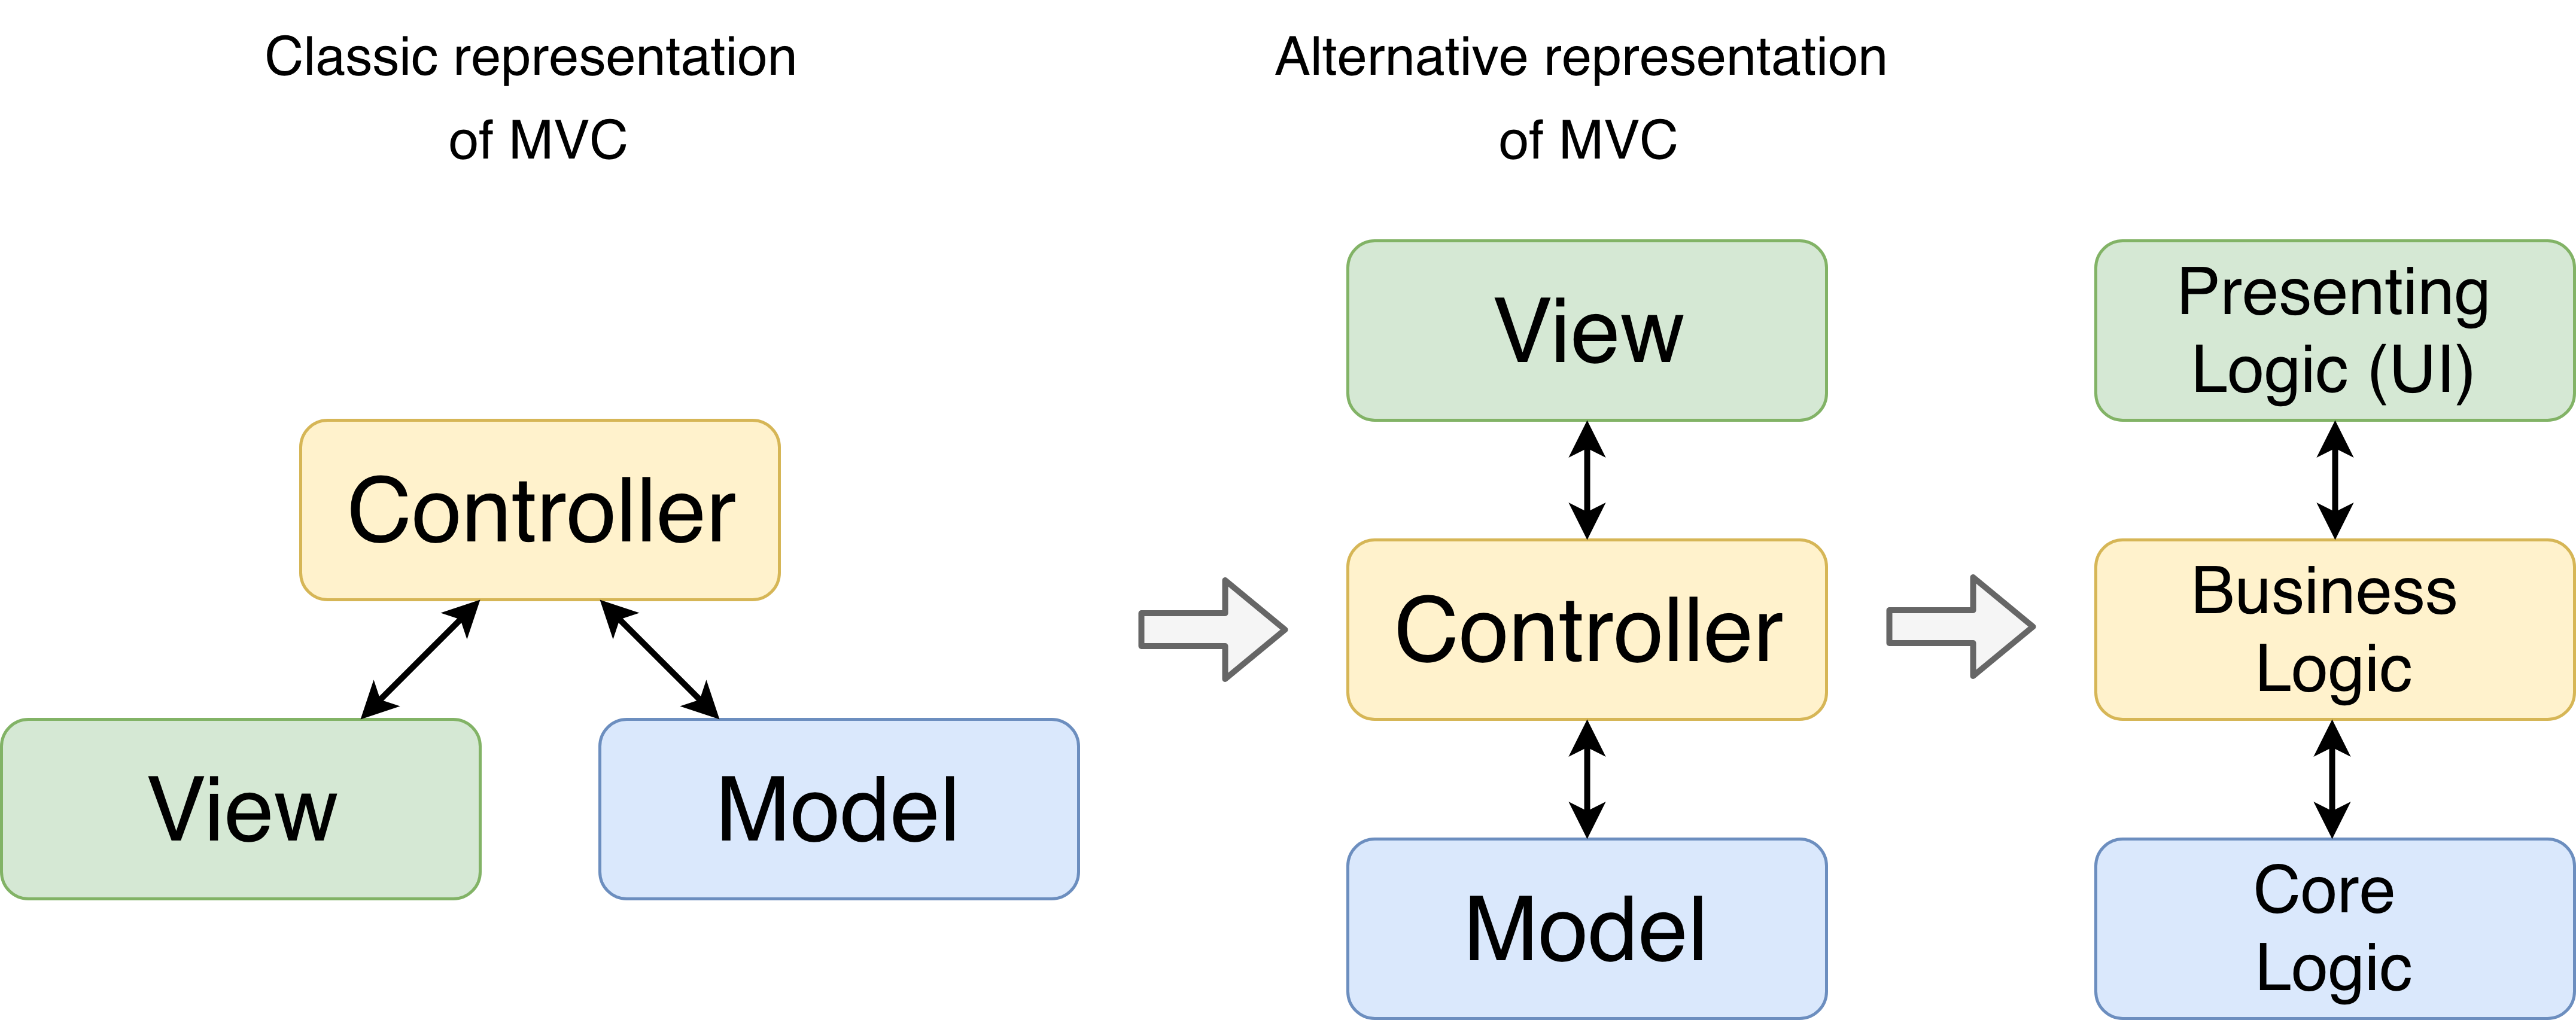 Classic representation
of MVC
Controller
View
Model
Alternative representation
of MVC
View
Controller
Model
Presenting
Logic (UI)
Business
Logic
Core
Logic